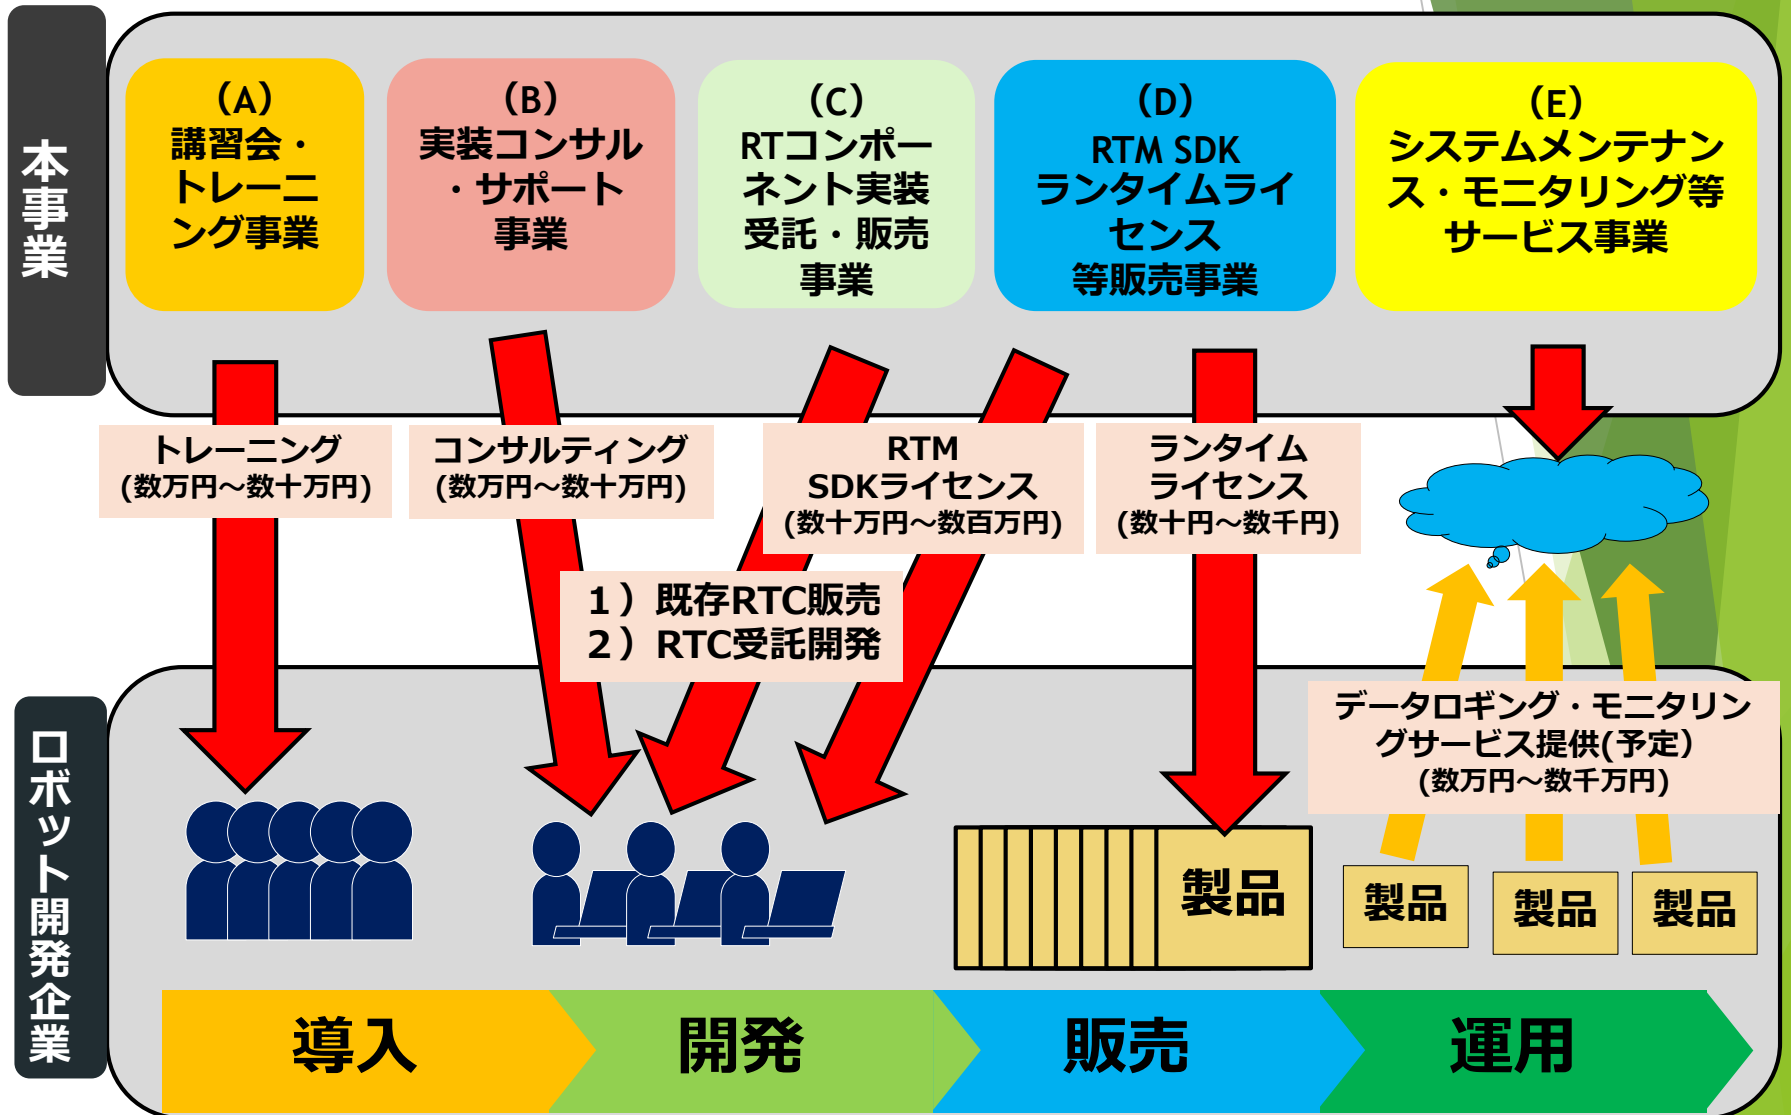 本事業
（A）
講習会・
トレーニ
ング事業
（B）
実装コンサル
・サポート
事業
（C）
RTコンポー
ネント実装
受託・販売
事業
（D）
RTM SDK
ランタイムライ
センス
等販売事業
（E）
システムメンテナン
ス・モニタリング等
サービス事業
トレーニング
(数万円～数十万円)
コンサルティング
(数万円～数十万円)
RTM
SDKライセンス
(数十万円～数百万円)
ランタイム
ライセンス
(数十円～数千円)
１）既存RTC販売
２）RTC受託開発
データロギング・モニタリン
グサービス提供(予定）
(数万円～数千万円)
ロボット開発企業
製品
製品
製品
製品
導入
開発
販売
運用